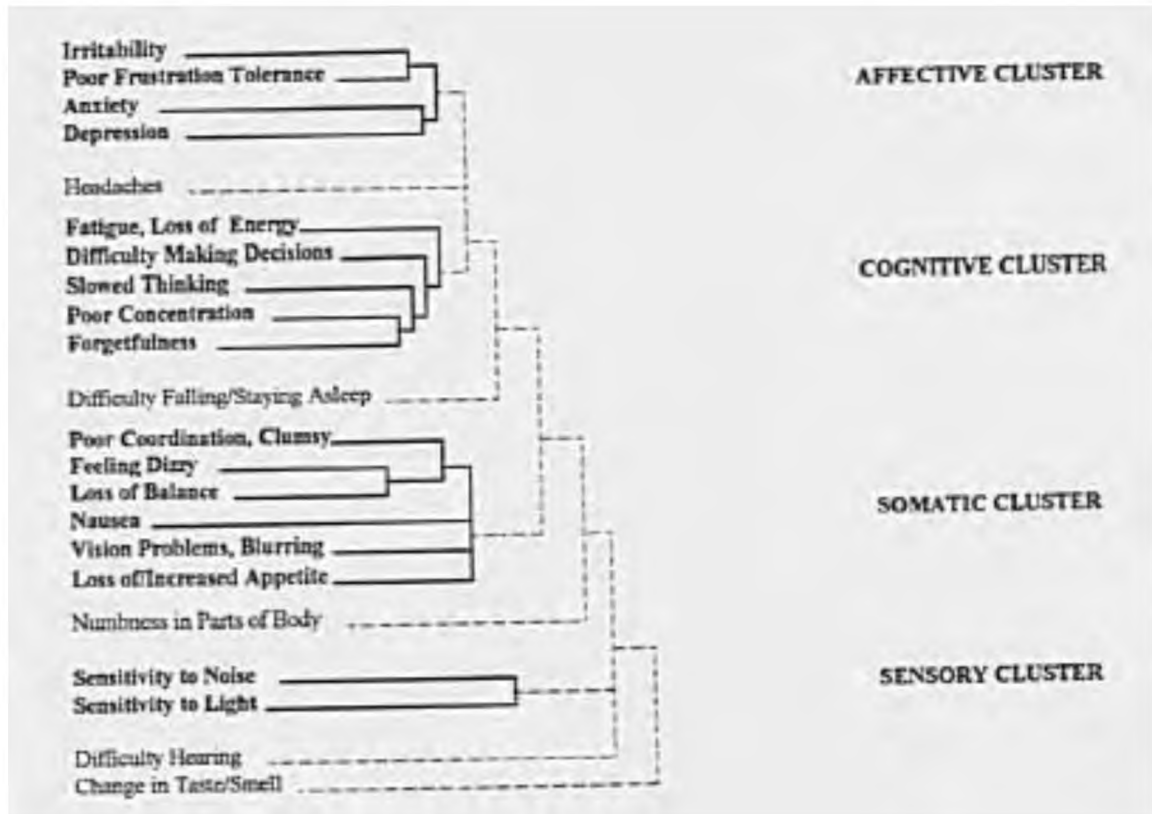 Irritability
Poor Frustration Tolerance
AFFECTIVE CLUSTER
Anxiety
Depression
Headaches
Fatigue, Loss of Energy
Difficulty Making Decisions
COGNITIVE CLUSTER
Slowed Thinking
Poor Concentration
Forgetfulness
Difficulty Falling/Staying Asleep
Poor Coordination, Clumsy
Feeling Dizzy
Loss of Balance
SOMATIC CLUSTER
Nausea
Vision Problems, Blurring
Loss of/Increased Appetite
Numbness in Parts of Body
Sensitivity to Noise
SENSORY CLUSTER
Sensitivity to Light
Difficulty Hearing
Change in Taste/Smell